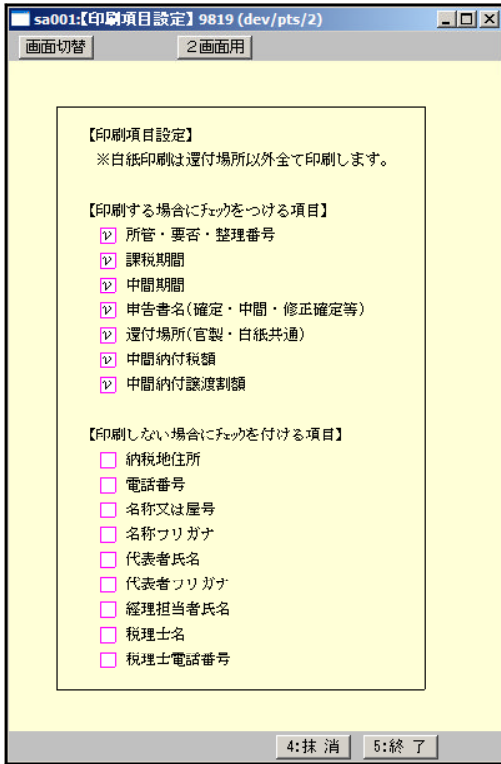 sa001:【印刷項目設定】 9819 (dev/pts/2)
画面切替 2画面用
【印刷項目設定】
※白紙印刷は還付場所以外全て印刷します。
【印刷する場合にチェックをつける項目】
レ 所管・要否・整理番号
レ 課税期間
レ 中間期間
レ 申告書名(確定・中間・修正確定等)
レ 還付場所(官製・白紙共通)
レ 中間納付税額
レ 中間納付譲渡割額
【印刷しない場合にチェックを付ける項目】
納税地住所
電話番号
名称又は屋号
名称フリガナ
代表者氏名
代表者フリガナ
経理担当者氏名
税理士名
税理士電話番号
4:抹 消 5:終 了